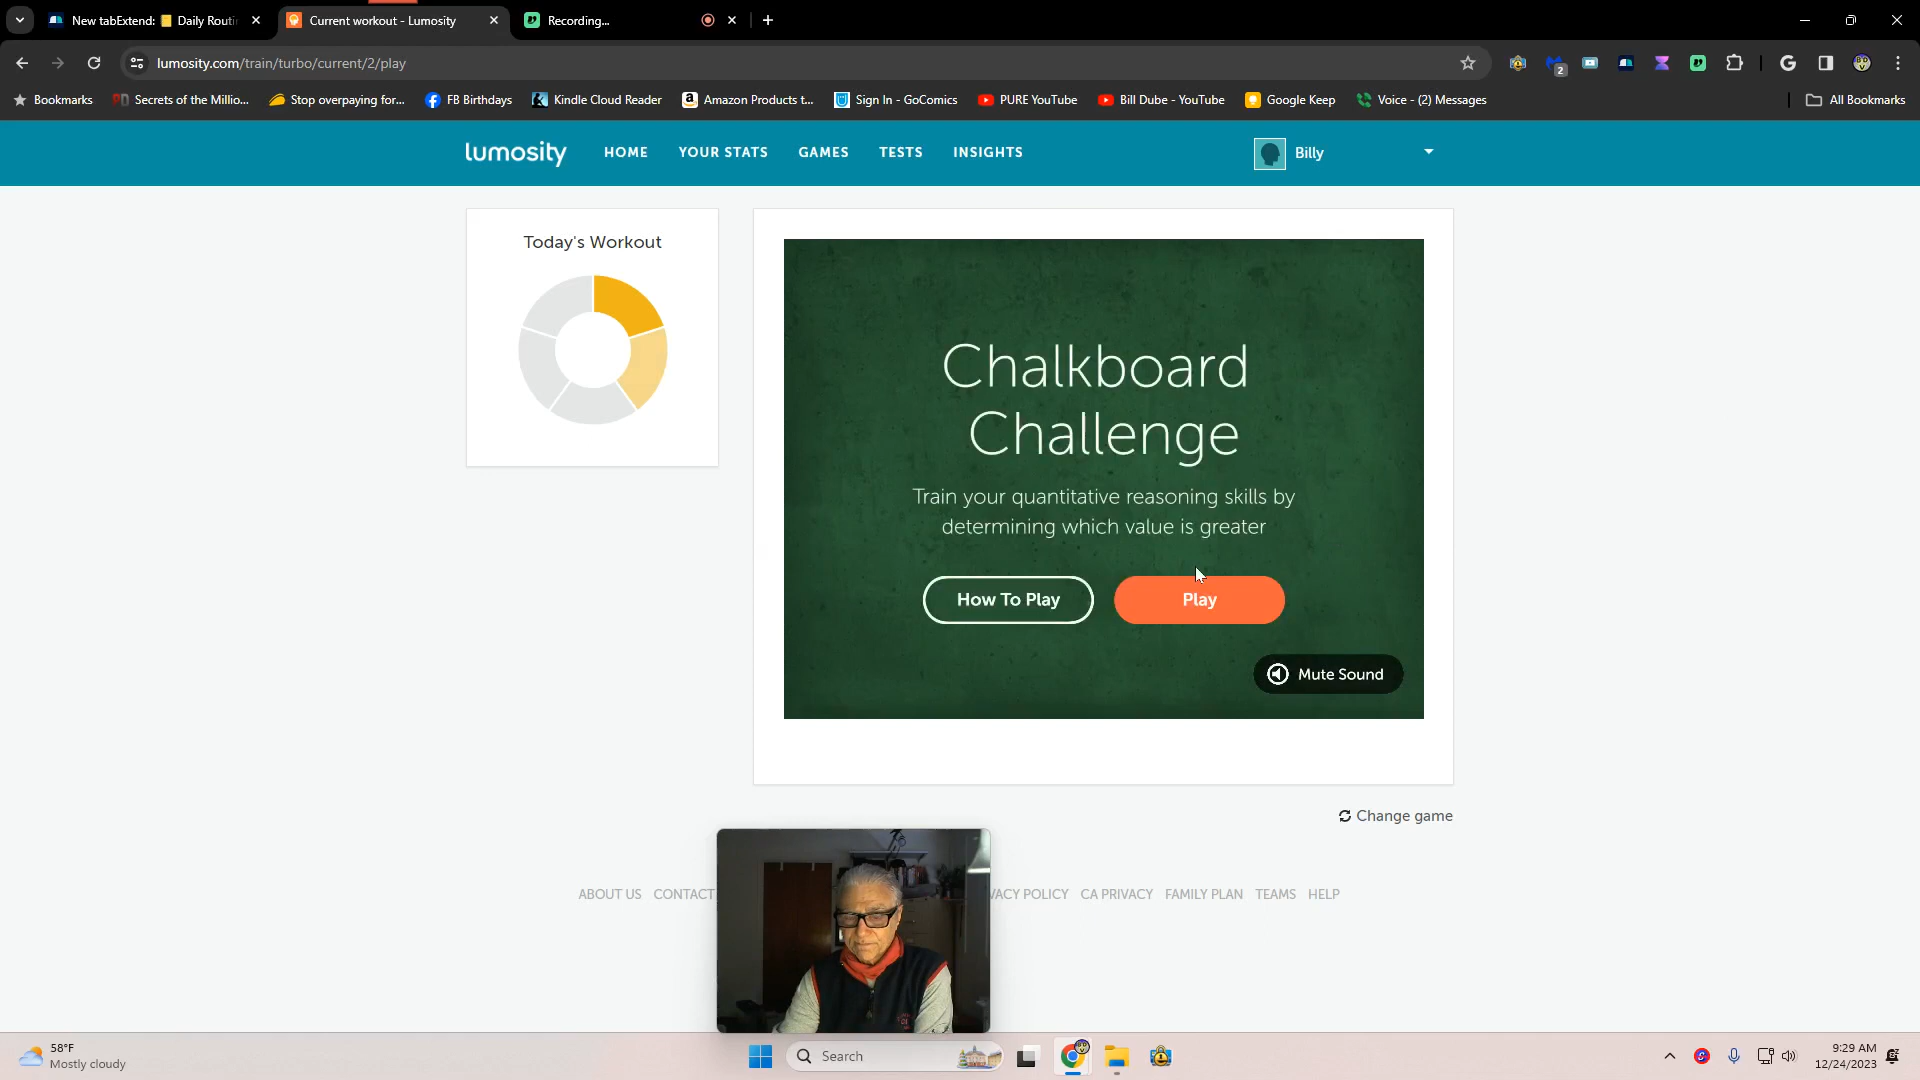 New tabExtend: Daily Routi
Current workout - Lumosity
Recording...
lumosity.com/train/turbo/current/2/play
2
Bookmarks
Secrets of the Millio...
Stop overpaying for...
FB Birthdays
Kindle Cloud Reader
Amazon Products t...
Sign In - GoComics
PURE YouTube
Bill Dube - YouTube
Google Keep
Voice - (2) Messages
All Bookmarks
lumosity
HOME
YOUR STATS
GAMES
TESTS
INSIGHTS
Billy
Today's Workout
Chalkboard
Challenge
Train your quantitative reasoning skills by
determining which value is greater
How To Play
Play
Mute Sound
Change game
ABOUT US
CONTACT
VACY POLICY
CA PRIVACY
FAMILY PLAN
TEAMS
HELP
58°F
Mostly cloudy
Search
9:29 AM
12/24/2023